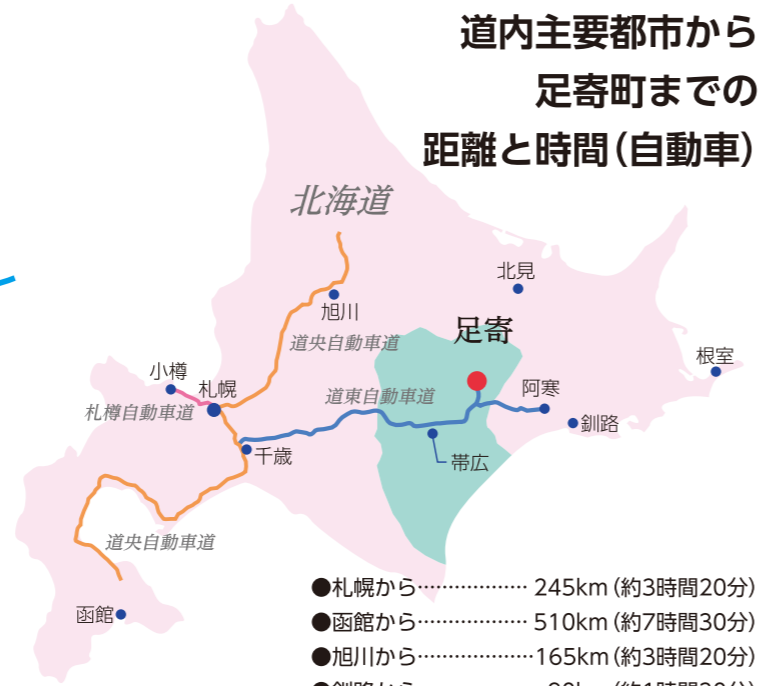 道内主要都市から
足寄町までの
距離と時間（自動車）
北海道
北見
旭川
足寄
道央自動車道
根室
小樽
札幌
阿寒
道東自動車道
札樽自動車道
釧路
千歳
帯広
道央自動車道
函館
●札幌から……………… 245km（約3時間20分）
●函館から……………… 510km（約7時間30分）
●旭川から………………165km（約3時間20分）